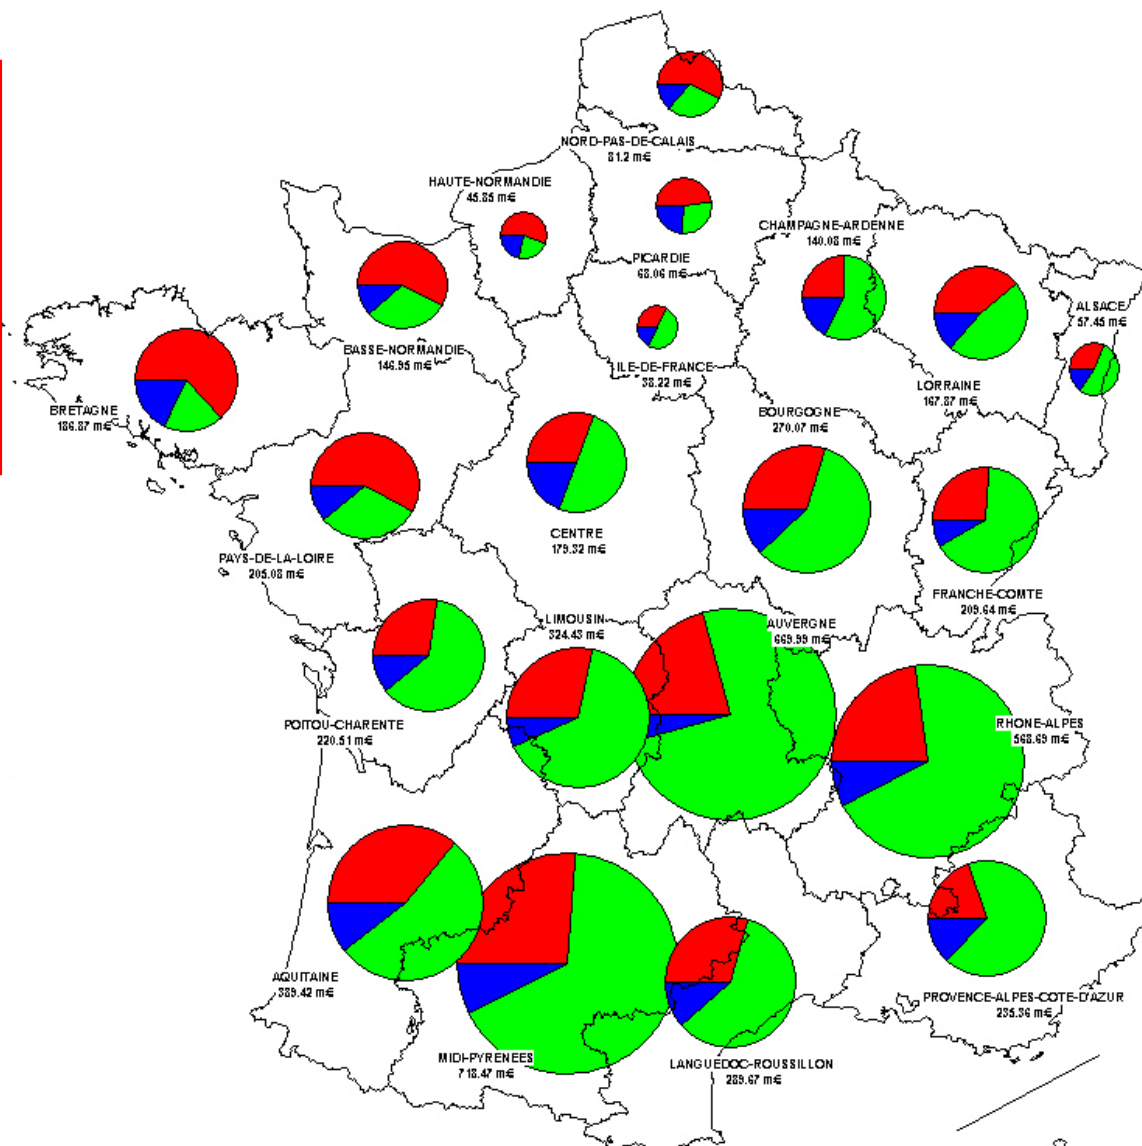 NORD-PAS-DE-CALAIS
81.2 m€
HAUTE-NORMANDIE
45.85 m€
PICARDIE
68.06 m€
CHAMPAGNE-ARDENNE
140.08 m€
ALSACE
57.45 m€
BASSE-NORMANDIE
146.95 m€
ILE-DE-FRANCE
38.22 m€
LORRAINE
167.87 m€
BRETAGNE
186.87 m€
BOURGOGNE
270.07 m€
CENTRE
179.32 m€
PAYS-DE-LA-LOIRE
205.08 m€
FRANCHE-COMTE
209.64 m€
LIMOUSIN
324.43 m€
AUVERGNE
669.99 m€
POITOU-CHARENTE
220.51 m€
RHONE-ALPES
568.69 m€
AQUITAINE
389.42 m€
PROVENCE-ALPES-COTE-D'AZUR
235.36 m€
MIDI-PYRENEES
718.47 m€
LANGUEDOC-ROUSSILLON
289.67 m€